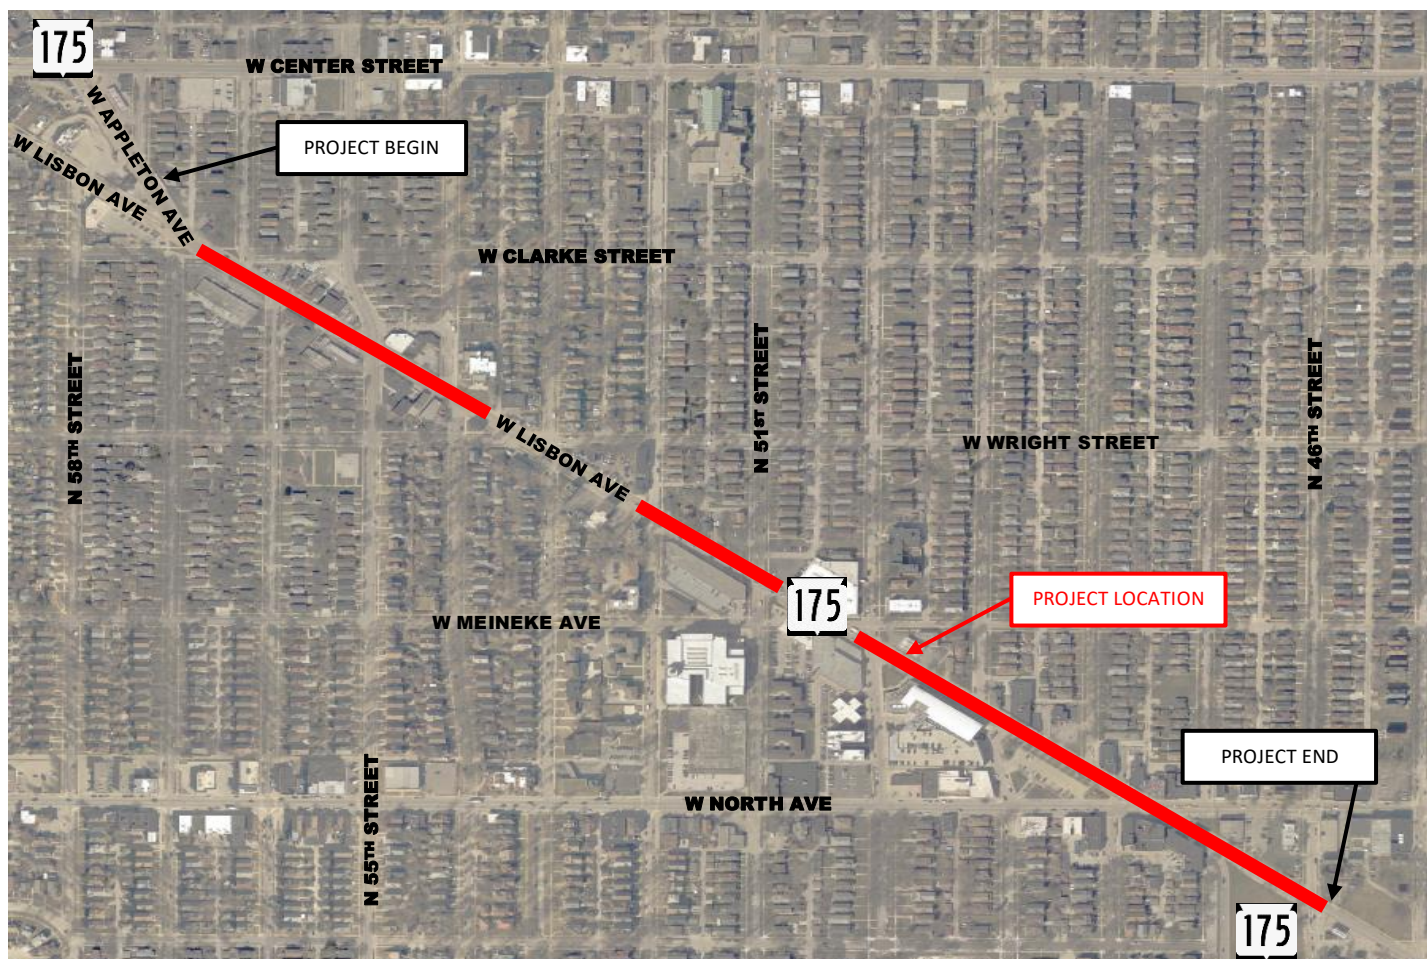 175
W CENTER STREET
W APPLETON AVE
PROJECT BEGIN
W LISBON AVE
W CLARKE STREET
N 58TH STREET
N 51ST STREET
N 46TH STREET
W LISBON AVE
W WRIGHT STREET
175
PROJECT LOCATION
W MEINEKE AVE
PROJECT END
N 55TH STREET
W NORTH AVE
175